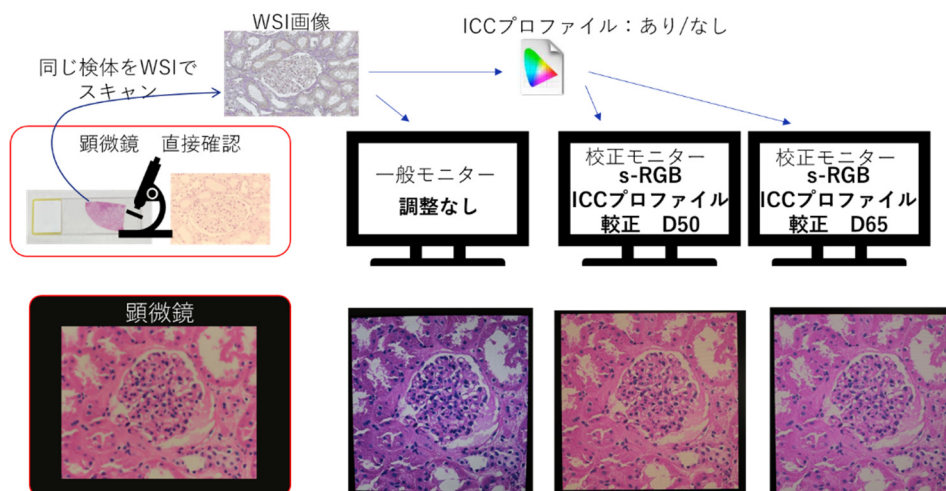 WSI画像
ICCプロファイル：あり/なし
同じ検体をWSIで
スキャン
顕微鏡　直接確認
一般モニター
調整なし
校正モニター
s-RGB
ICCプロファイル
較正　D50
校正モニター
s-RGB
ICCプロファイル
較正　D65
顕微鏡